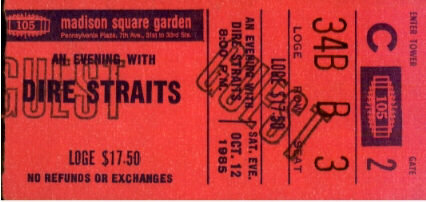 105
madison square garden
Pennsylvania Plaza, 7th Ave., 31st to 33rd Sts.
AN EVENING WITH
DIRE STRAITS
GUEST
LOGE $17.50
NO REFUNDS OR EXCHANGES
AN EVENING WITH
DIRE STRAITS
8:00 P.M.
SAT. EVE.
OCT. 12
1985
LOGE $17.50
GUEST
LOGE
34B
ROW
B
SEAT
3
ENTER TOWER
C
105
GATE
2